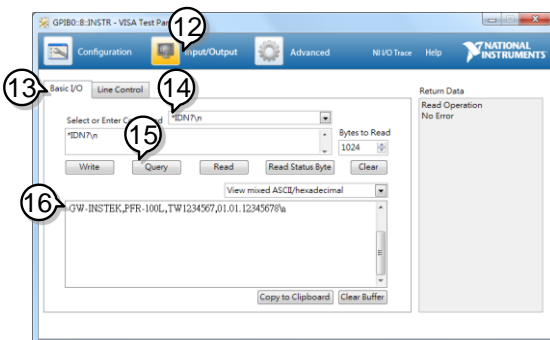 GPIB0::8::INSTR - VISA Test Pan
12
Configuration
Input/Output
Advanced
NI I/O Trace
Help
NATIONAL
INSTRUMENTS
13
Basic I/O
Line Control
14
Return Data
Read Operation
No Error
Select or Enter
*IDN?\n
15
*IDN?\n
Bytes to Read
1024
Write
Query
Read
Read Status Byte
Clear
View mixed ASCII/hexadecimal
16
GW-INSTEK,PFR-100L,TW1234567,01.01.12345678\n
Copy to Clipboard
Clear Buffer